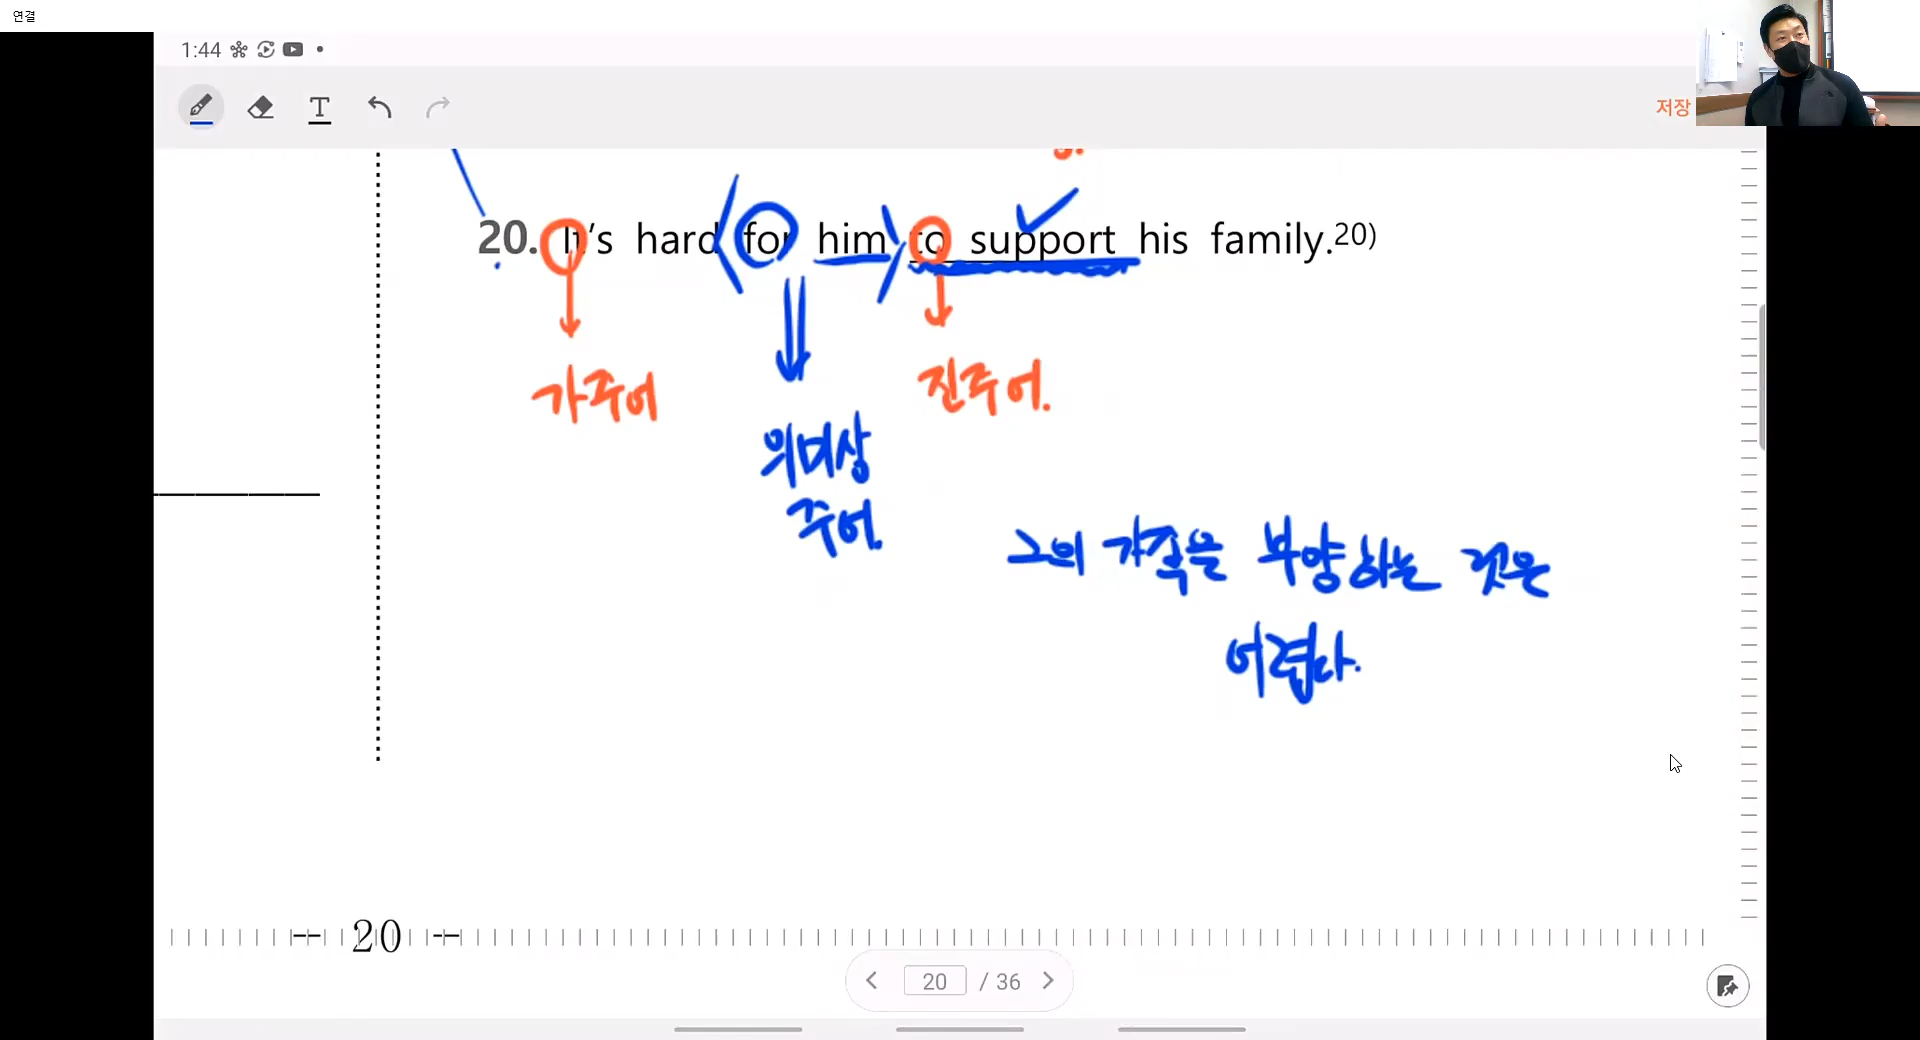 연결
1:44
저장
20. It's hard for him to support his family.20)
가주어
진주어.
의미상
주어.
그의 가족을 부양하는 것은
어렵다.
- 20 -
20 / 36